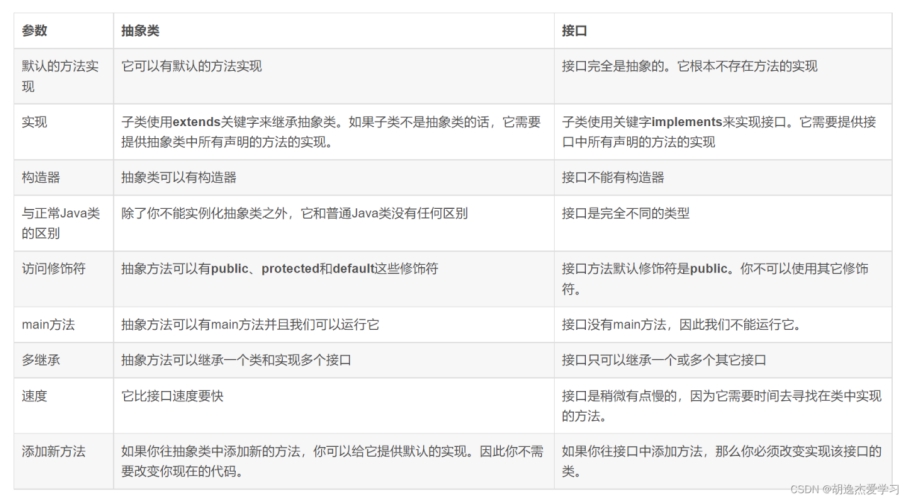 参数 抽象类 接口
默认的方法实 它可以有默认的方法实现 接口完全是抽象的。它根本不存在方法的实现
现
实现 子类使用extends关键字来继承抽象类。如果子类不是抽象类的话，它需要 子类使用关键字implements来实现接口。它需要提供接
提供抽象类中所有声明的方法的实现。 口中所有声明的方法的实现
构造器 抽象类可以有构造器 接口不能有构造器
与正常Java类 除了你不能实例化抽象类之外，它和普通Java类没有任何区别 接口是完全不同的类型
的区别
访问修饰符 抽象方法可以有public、protected和default这些修饰符 接口方法默认修饰符是public。你不可以使用其它修饰
符。
main方法 抽象方法可以有main方法并且我们可以运行它 接口没有main方法，因此我们不能运行它。
多继承 抽象方法可以继承一个类和实现多个接口 接口只可以继承一个或多个其它接口
速度 它比接口速度要快 接口是稍微有点慢的，因为它需要时间去寻找在类中实现
的方法。
添加新方法 如果你往抽象类中添加新的方法，你可以给它提供默认的实现。因此你不需 如果你往接口中添加方法，那么你必须改变实现该接口的
要改变你现在的代码。 类。
CSDN @胡逸杰爱学习